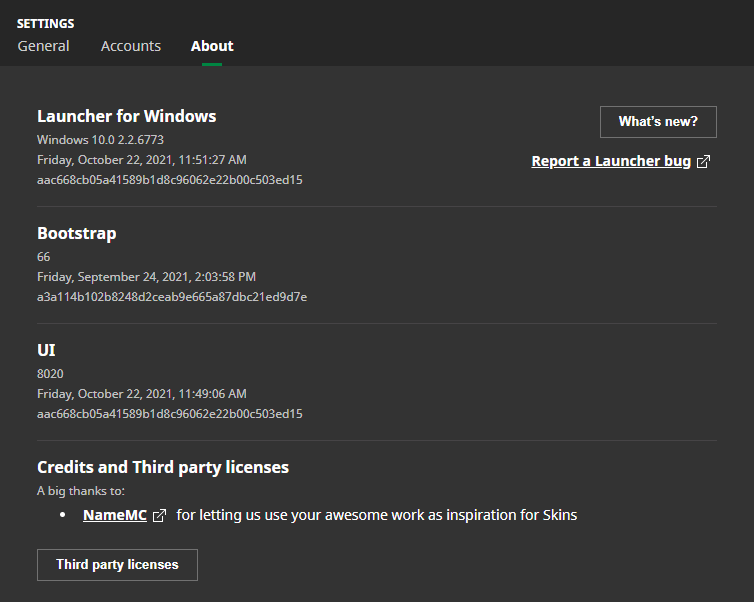 SETTINGS
General Accounts About
Launcher for Windows
What's new?
Windows 10.0 2.2.6773
Friday, October 22, 2021, 11:51:27 AM
Report a Launcher bug
aac668cb05a41589b1d8c96062e22b00c503ed15
Bootstrap
66
Friday, September 24, 2021, 2:03:58 PM
a3a114b102b8248d2ceab9e665a87dbc21ed9d7e
UI
8020
Friday, October 22, 2021, 11:49:06 AM
aac668cb05a41589b1d8c96062e22b00c503ed15
Credits and Third party licenses
A big thanks to:
• NameMC for letting us use your awesome work as inspiration for Skins
Third party licenses